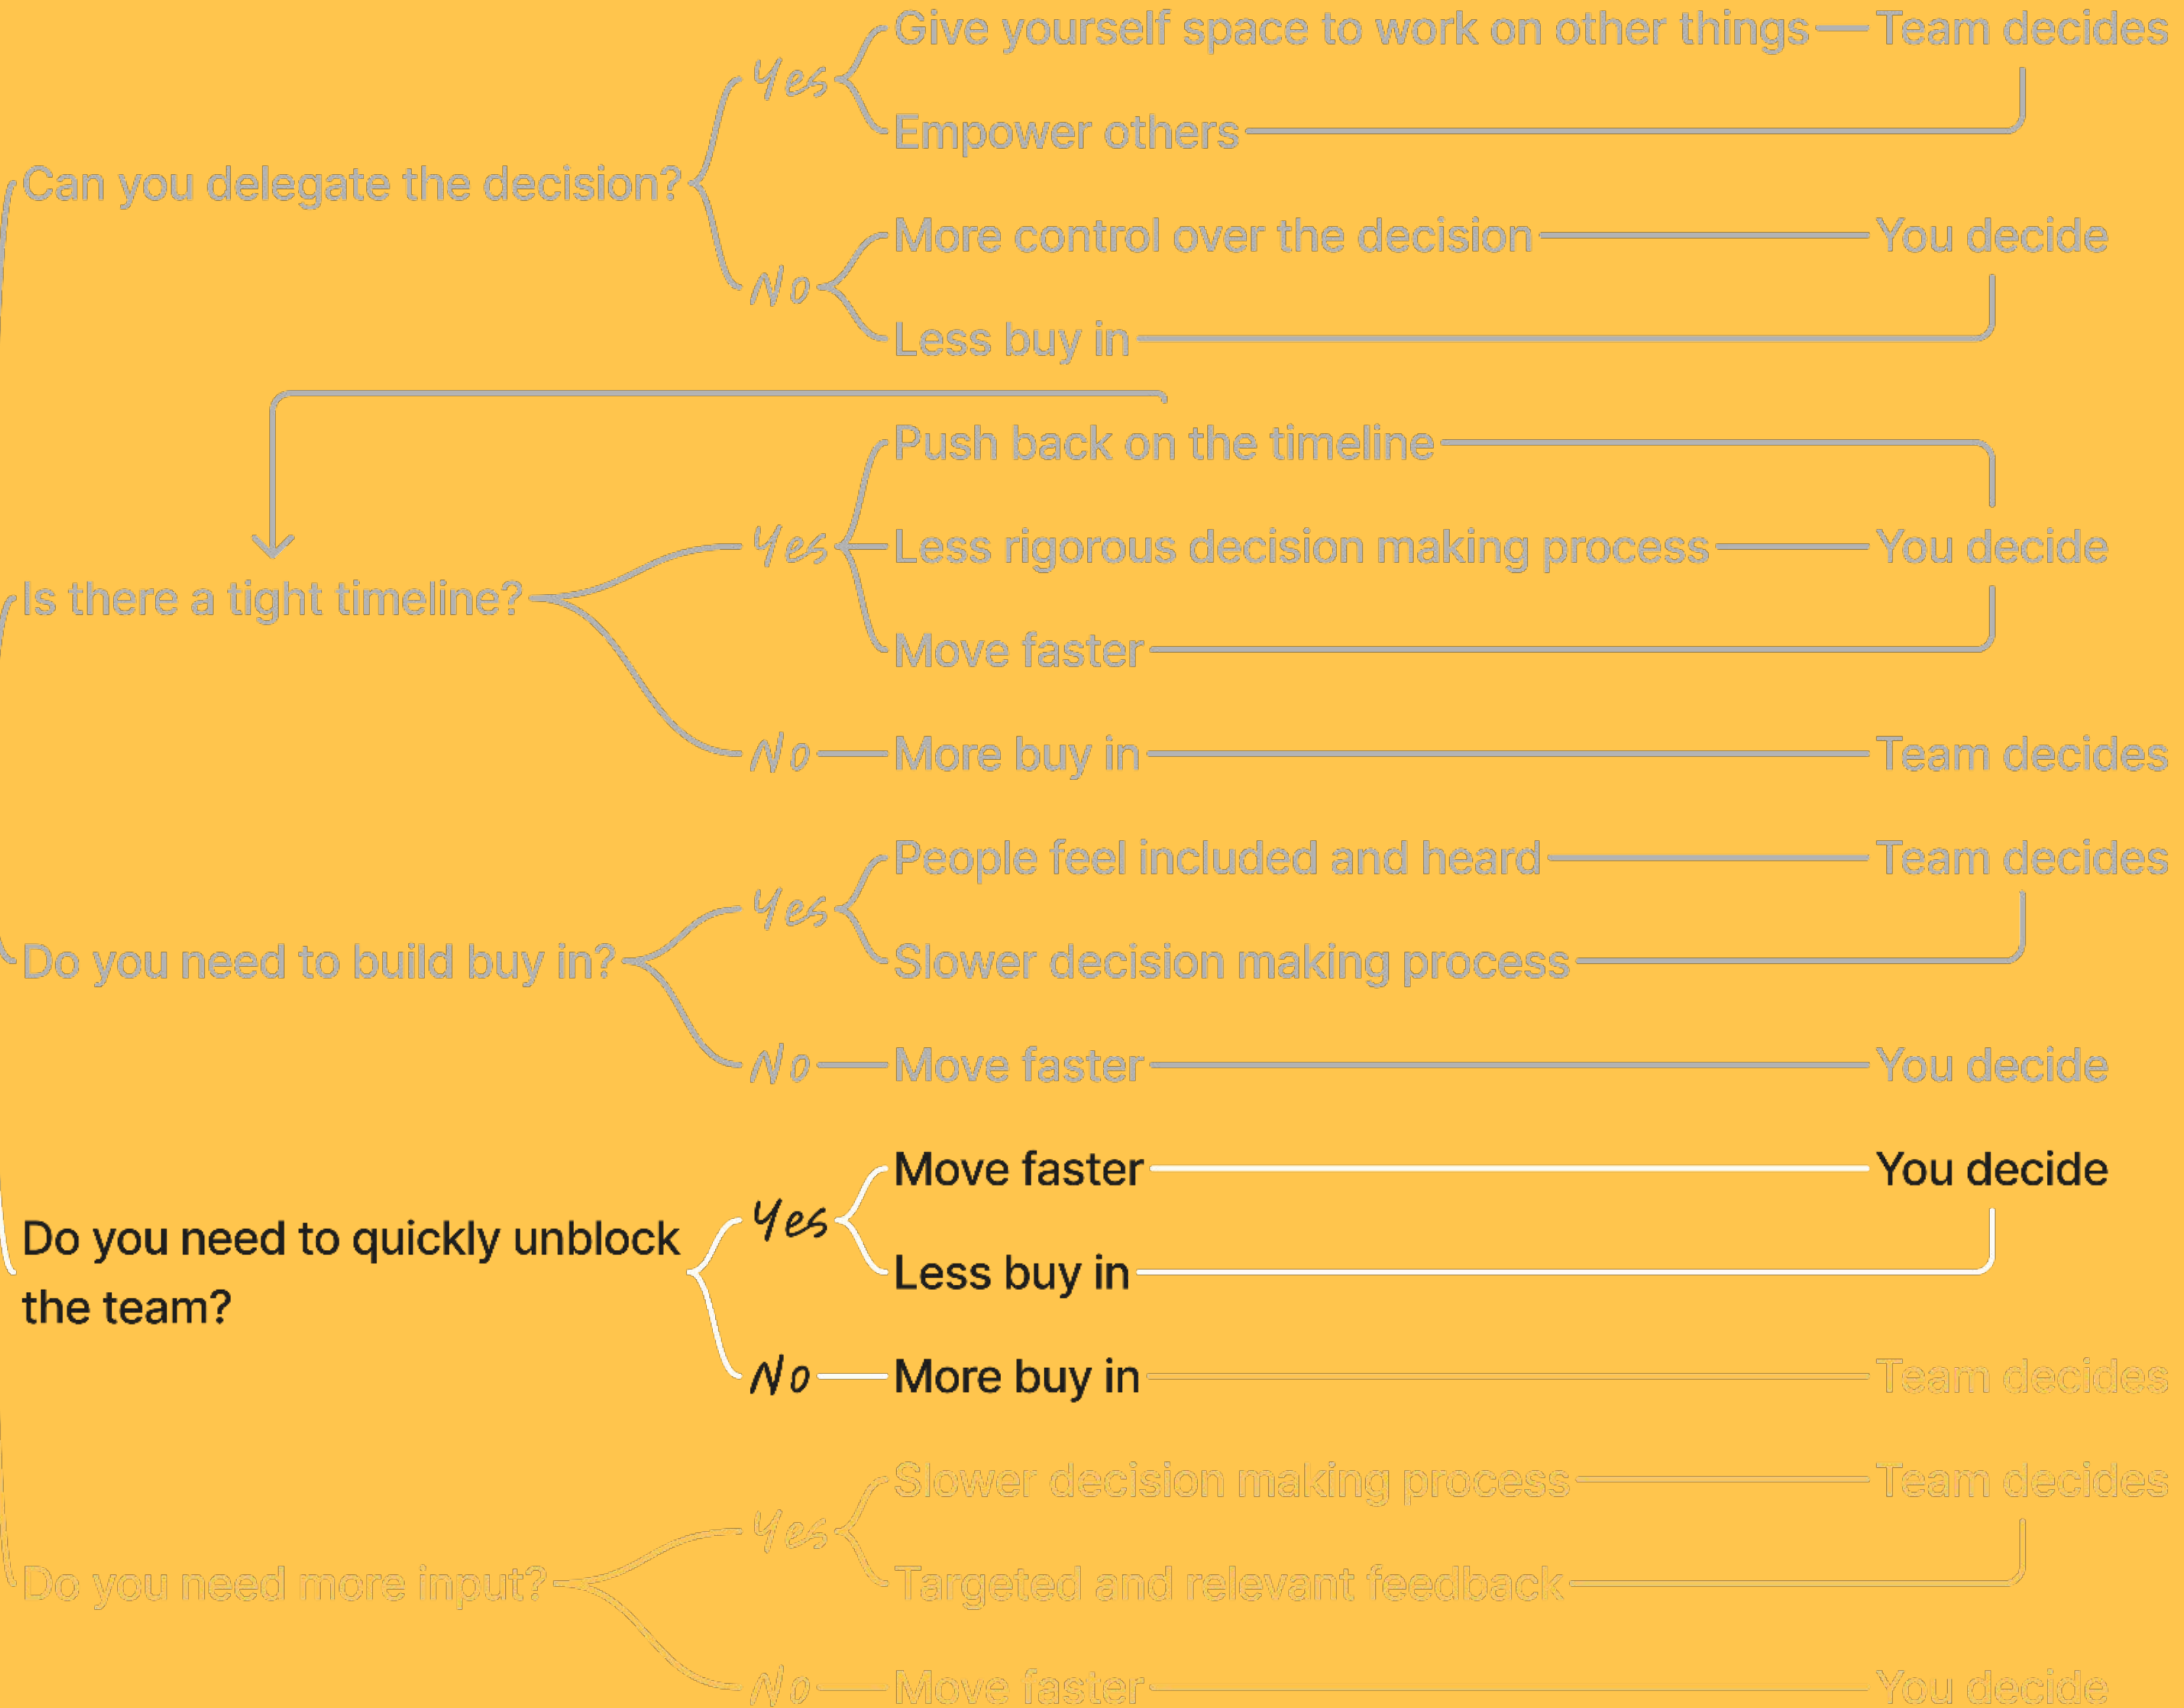 Give yourself space to work on other things
Team decides
Yes
Empower others
Can you delegate the decision?
More control over the decision
You decide
No
Less buy in
Push back on the timeline
Yes
Less rigorous decision making process
You decide
Is there a tight timeline?
Move faster
No
More buy in
Team decides
People feel included and heard
Team decides
Yes
Do you need to build buy in?
Slower decision making process
No
Move faster
You decide
Move faster
You decide
Yes
Do you need to quickly unblock
the team?
Less buy in
No
More buy in
Team decides
Slower decision making process
Team decides
Yes
Do you need more input?
Targeted and relevant feedback
No
Move faster
You decide